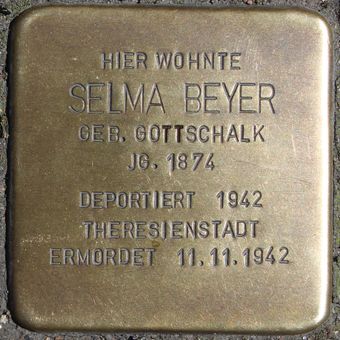 HIER WOHNTE
SELMA BEYER
GEB. GOTTSCHALK
JG. 1874
DEPORTIERT 1942
THERESIENSTADT
ERMORDET 11.11.1942